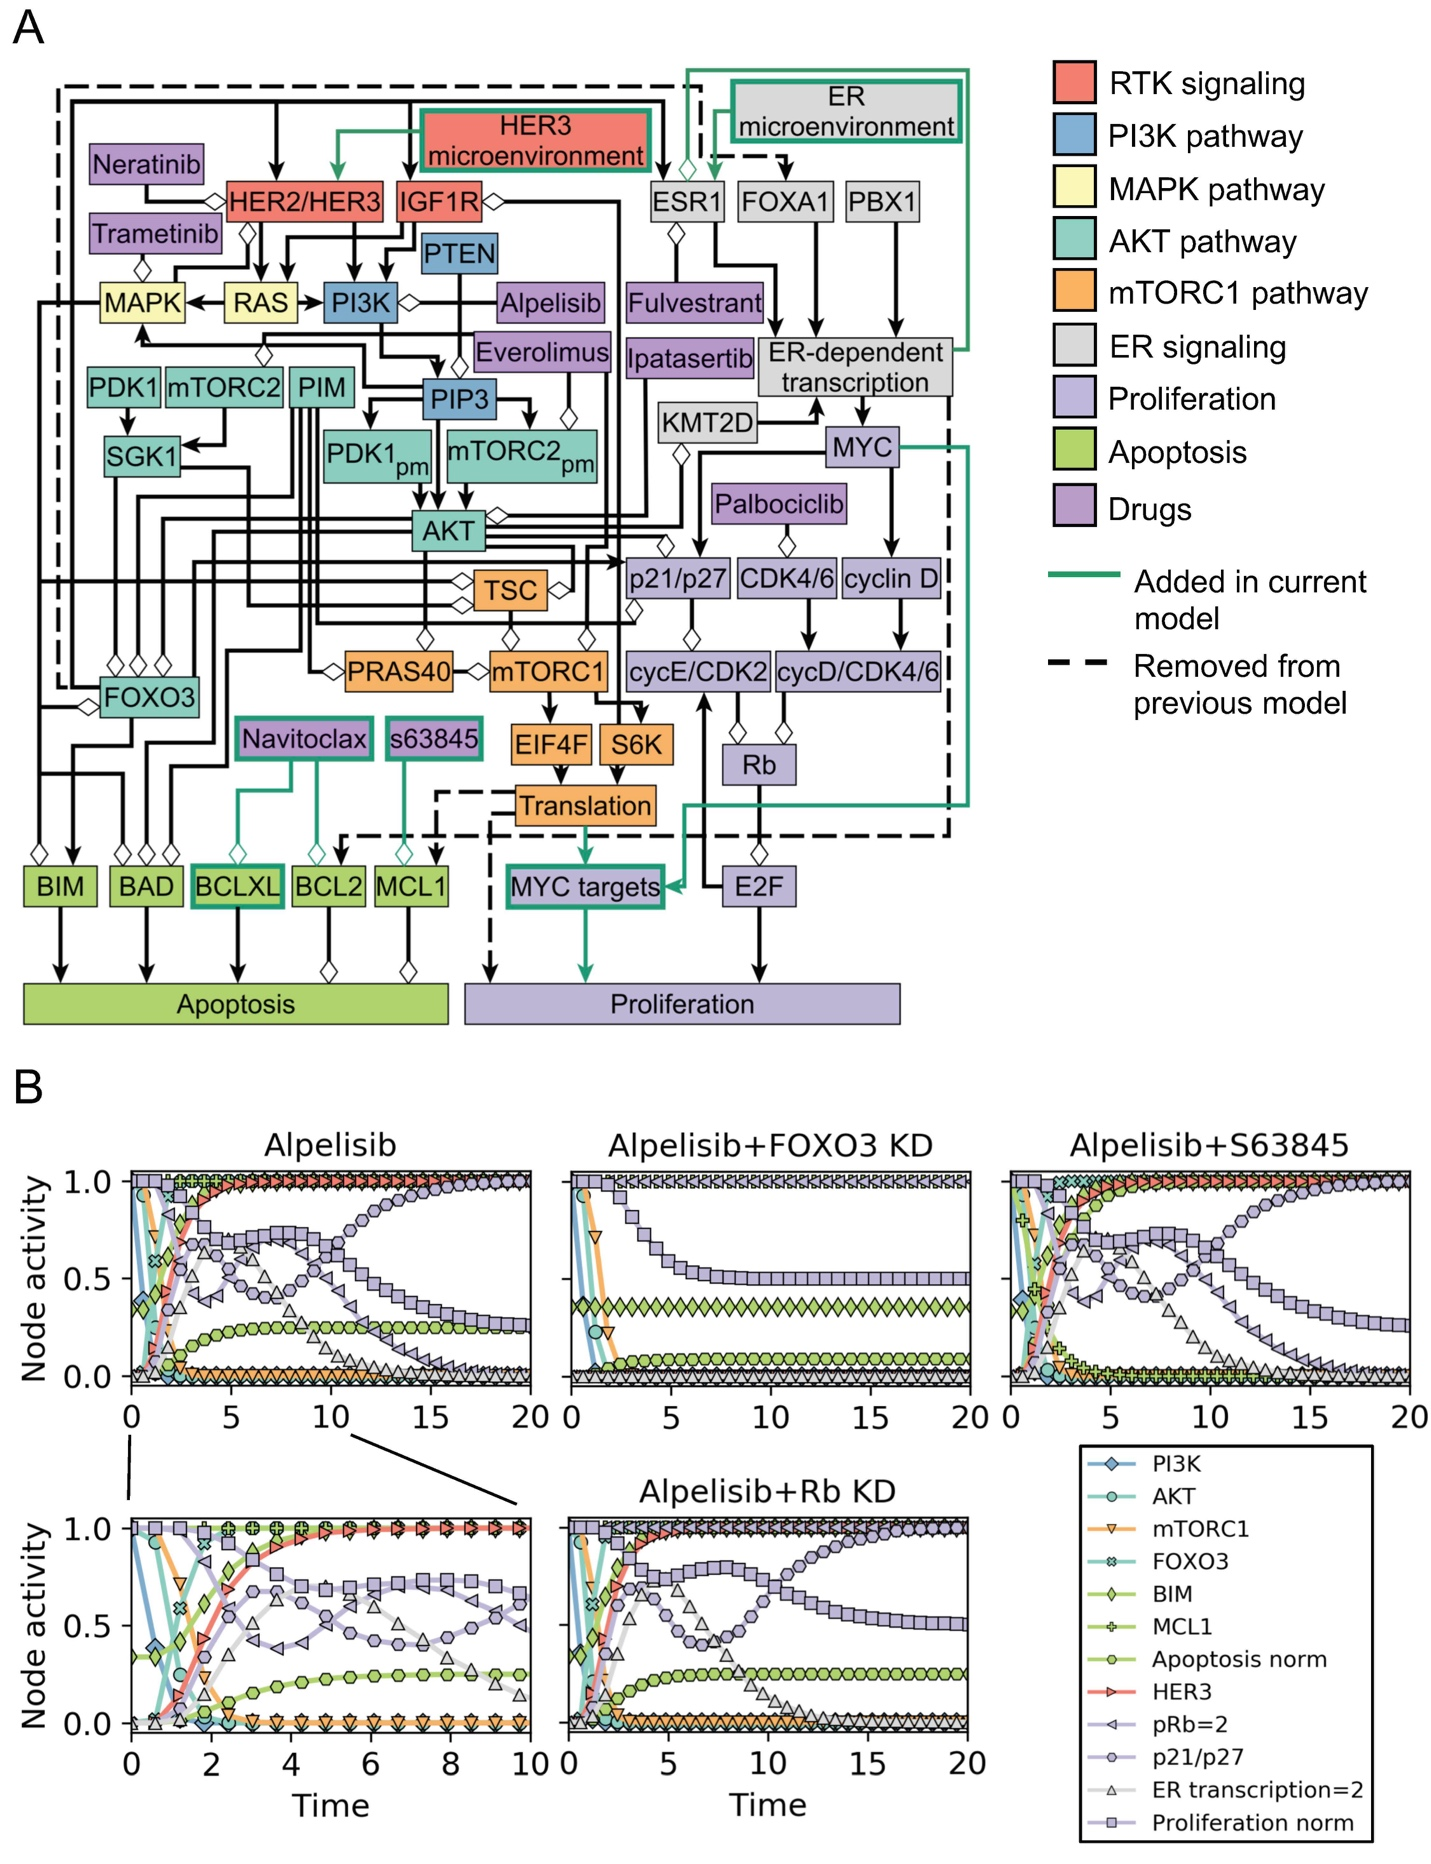 A
HER3
microenvironment
ER
microenvironment
Neratinib
HER2/HER3
IGF1R
ESR1
FOXA1
PBX1
Trametinib
PTEN
MAPK
RAS
PI3K
Alpelisib
Fulvestrant
Everolimus
Ipatasertib
ER-dependent
transcription
PDK1
mTORC2
PIM
PIP3
KMT2D
MYC
SGK1
PDK1pm
mTORC2pm
Palbociclib
AKT
TSC
p21/p27
CDK4/6
cyclin D
PRAS40
mTORC1
cycE/CDK2
cycD/CDK4/6
FOXO3
Navitoclax
s63845
EIF4F
S6K
Rb
Translation
BIM
BAD
BCLXL
BCL2
MCL1
MYC targets
E2F
Apoptosis
Proliferation
RTK signaling
PI3K pathway
MAPK pathway
AKT pathway
mTORC1 pathway
ER signaling
Proliferation
Apoptosis
Drugs
Added in current
model
Removed from
previous model
B
Alpelisib
Alpelisib+FOXO3 KD
Alpelisib+S63845
Node activity
1.0
0.5
0.0
0 5 10 15 20
0 5 10 15 20
0 5 10 15 20
Alpelisib+Rb KD
Node activity
1.0
0.5
0.0
0 2 4 6 8 10
Time
0 5 10 15 20
Time
PI3K
AKT
mTORC1
FOXO3
BIM
MCL1
Apoptosis norm
HER3
pRb=2
p21/p27
ER transcription=2
Proliferation norm